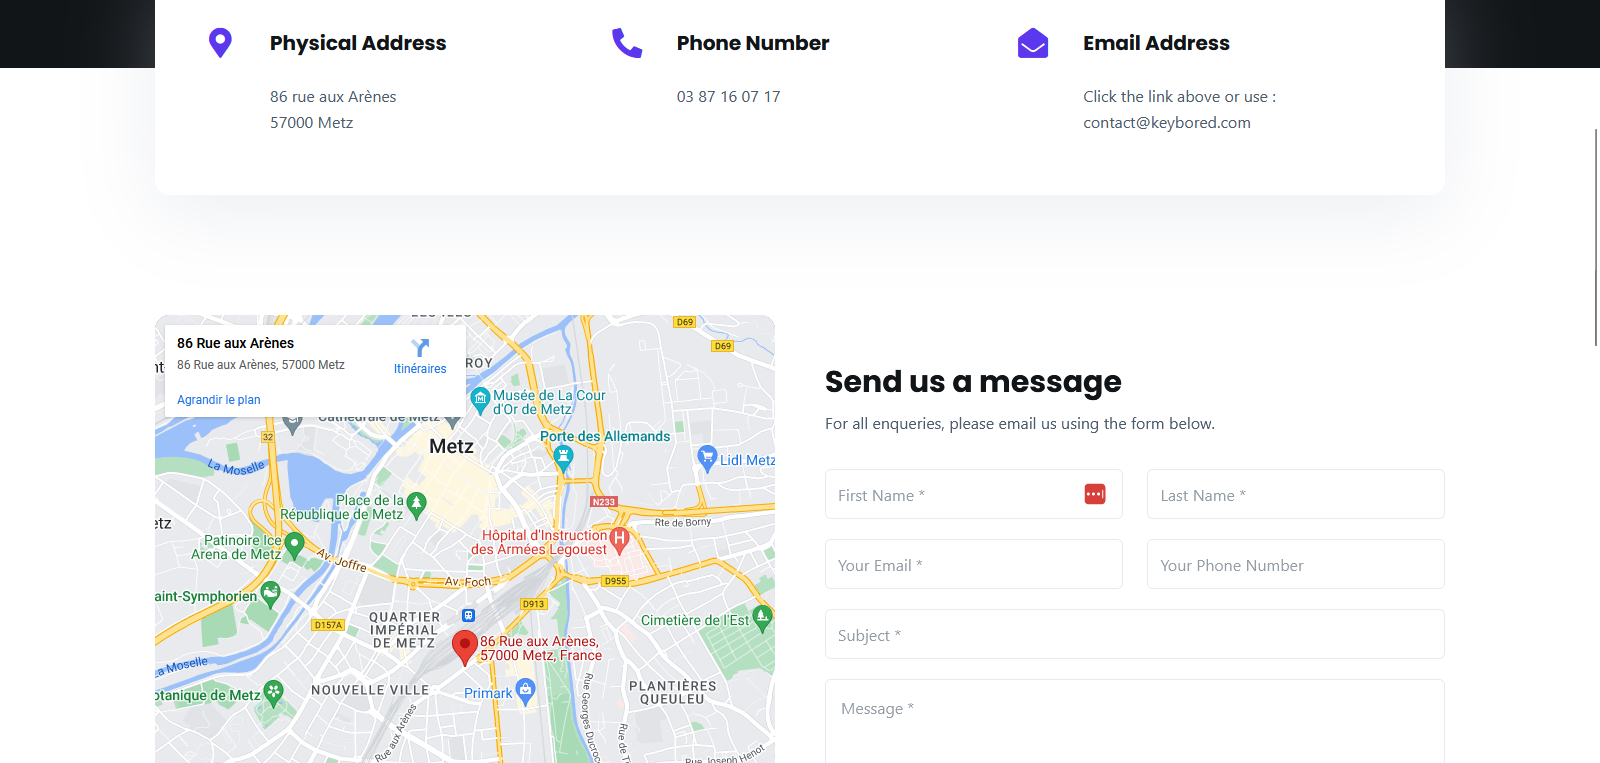 Physical Address
86 rue aux Arènes
57000 Metz
Phone Number
03 87 16 07 17
Email Address
Click the link above or use :
contact@keybored.com
86 Rue aux Arènes
86 Rue aux Arènes, 57000 Metz
Itinéraires
Agrandir le plan
D69
D69
Musée de La Cour
d'Or de Metz
Cathédrale de Metz
32
Metz
Porte des Allemands
Lidl Metz
La Moselle
Place de la
République de Metz
N233
Rte de Borny
etz
Patinoire Ice
Arena de Metz
Hôpital d'Instruction
des Armées Legouest
Av. Joffre
Av. Foch
D955
aint-Symphorien
D913
D157A
QUARTIER
IMPÉRIAL
DE METZ
Cimetière de l'Est
86 Rue aux Arènes,
57000 Metz, France
La Moselle
otanique de Metz
NOUVELLE VILLE
Primark
PLANTIÈRES
QUEULEU
Rue aux Arènes
Rue Georges Ducroc
Rue de T
Rue Joseph Henot
Send us a message
For all enqueries, please email us using the form below.
First Name *
Last Name *
Your Email *
Your Phone Number
Subject *
Message *